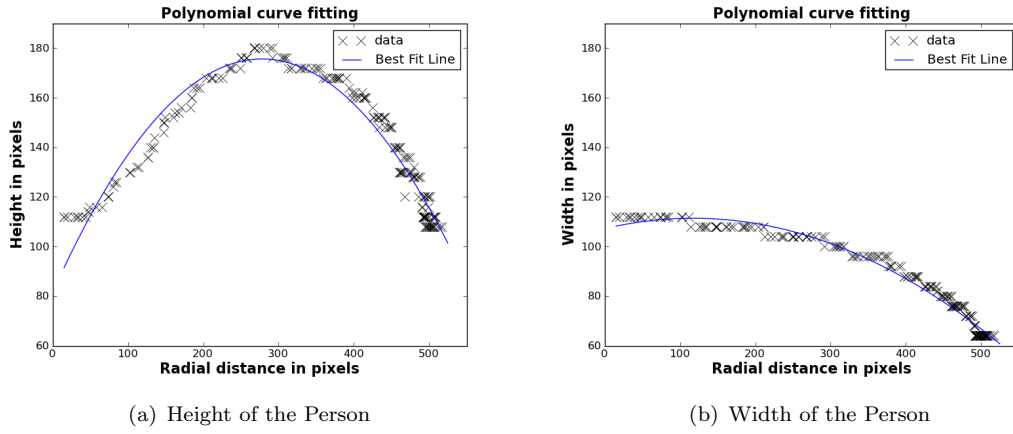 Polynomial curve fitting
data
Best Fit Line
Height in pixels
180
160
140
120
100
80
60
0 100 200 300 400 500
Radial distance in pixels
(a) Height of the Person
Polynomial curve fitting
data
Best Fit Line
Width in pixels
180
160
140
120
100
80
60
0 100 200 300 400 500
Radial distance in pixels
(b) Width of the Person